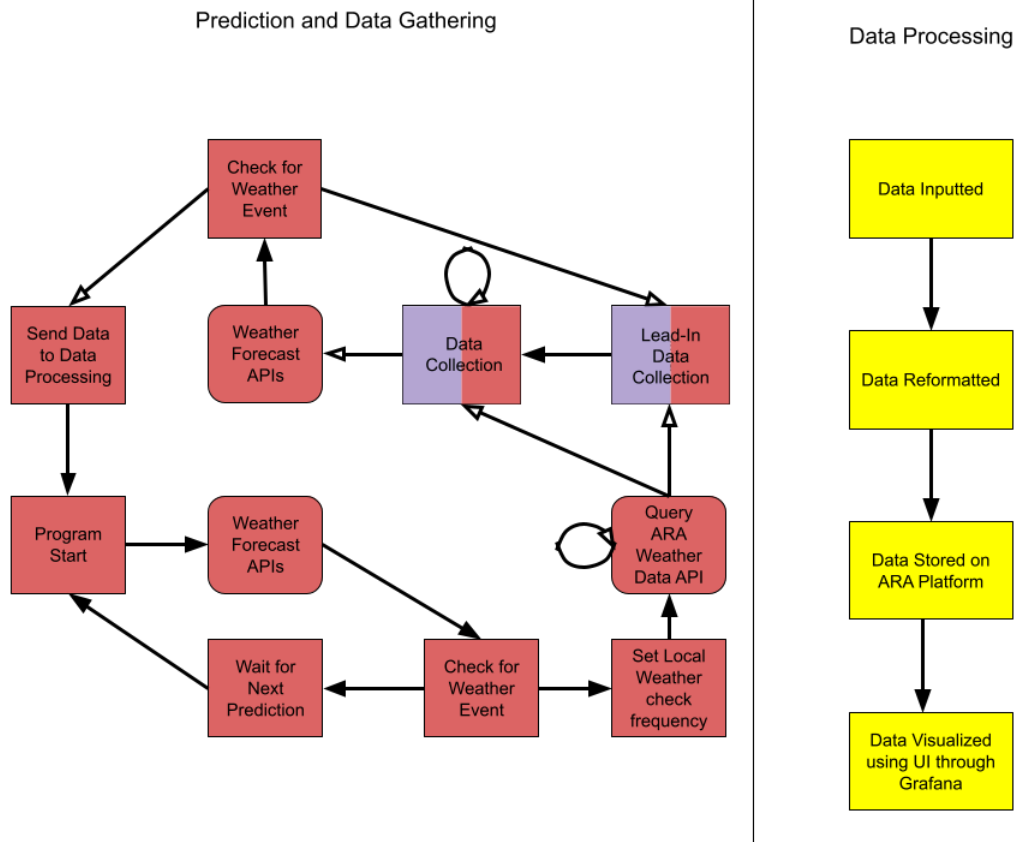 Prediction and Data Gathering
Data Processing
Check for
Weather
Event
Data Inputted
Send Data
to Data
Processing
Weather
Forecast
APIs
Data
Collection
Lead-In
Data
Collection
Data Reformatted
Program
Start
Weather
Forecast
APIs
Query
ARA
Weather
Data API
Data Stored on
ARA Platform
Wait for
Next
Prediction
Check for
Weather
Event
Set Local
Weather
check
frequency
Data Visualized
using UI through
Grafana